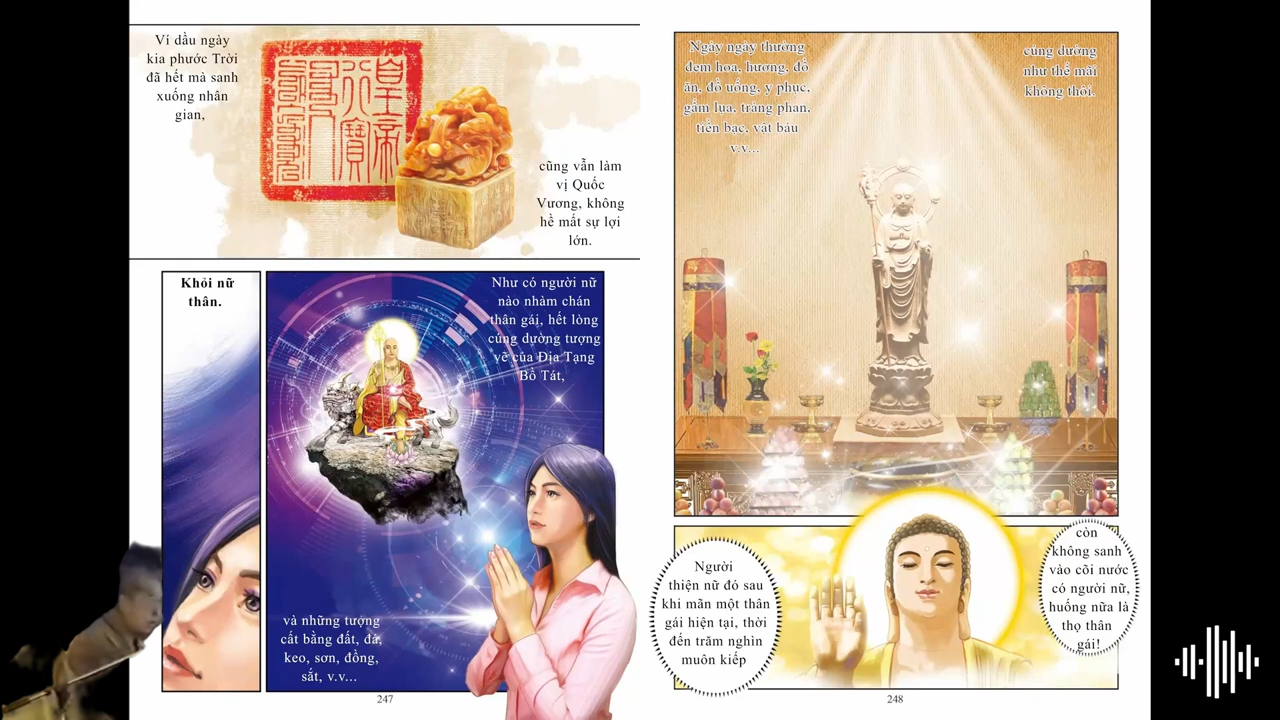 Ví dầu ngày
kia phước Trời
đã hết mà sanh
xuống nhân
gian,
cũng vẫn làm
vị Quốc
Vương, không
hề mất sự lợi
lớn.
Khỏi nữ
thân.
Như có người nữ
nào nhàm chán
thân gái, hết lòng
cúng dường tượng
vẽ của Địa Tạng
Bồ Tát,
và những tượng
cất bằng đất, đá,
keo, sơn, đồng,
sắt, v.v...
247
Ngày ngày thường
đem hoa, hương, đồ
ăn, đồ uống, y phục,
gấm lụa, tràng phan,
tiền bạc, vật báu
v.v...
cúng dường
như thế mãi
không thôi.
Người
thiện nữ đó sau
khi mãn một thân
gái hiện tại, thời
đến trăm nghìn
muôn kiếp
còn
không sanh
vào cõi nước
có người nữ,
huống nữa là
thọ thân
gái!
248